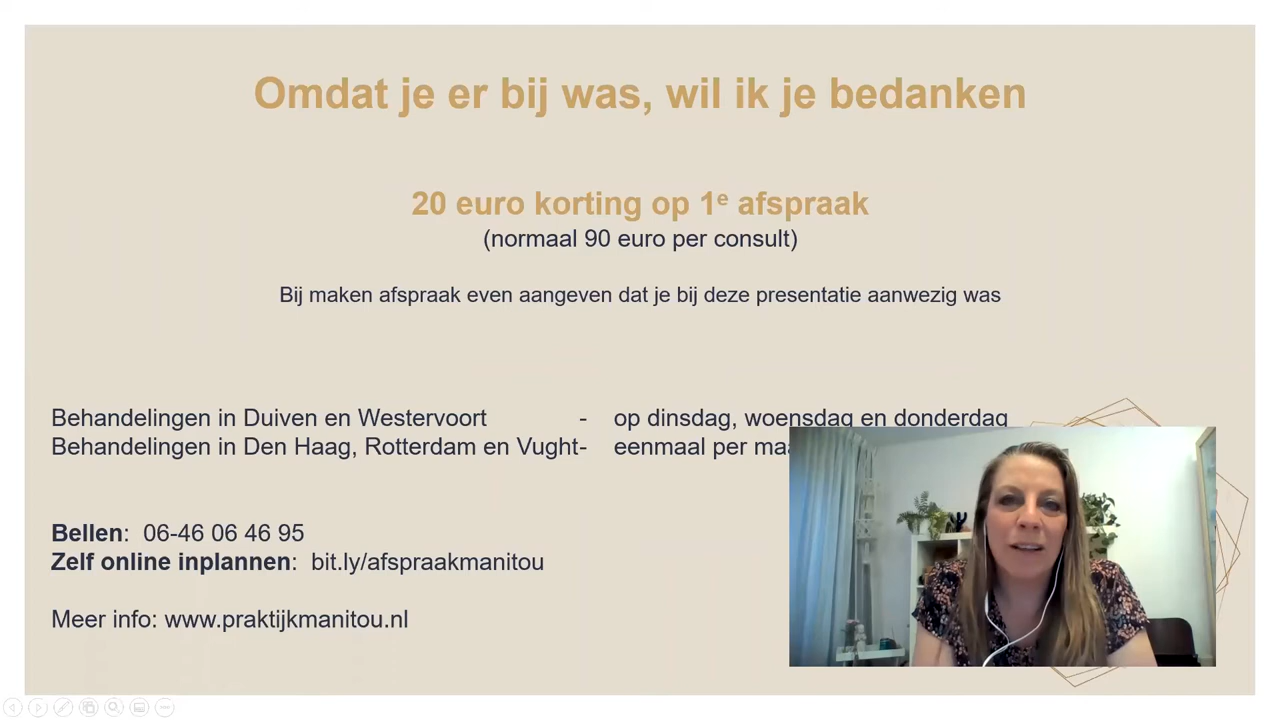 Omdat je er bij was, wil ik je bedanken
20 euro korting op 1e afspraak
(normaal 90 euro per consult)
Bij maken afspraak even aangeven dat je bij deze presentatie aanwezig was
Behandelingen in Duiven en Westervoort - op dinsdag, woensdag en donderdag
Behandelingen in Den Haag, Rotterdam en Vught- eenmaal per
Bellen: 06-46 06 46 95
Zelf online inplannen: bit.ly/afspraakmanitou
Meer info: www.praktijkmanitou.nl